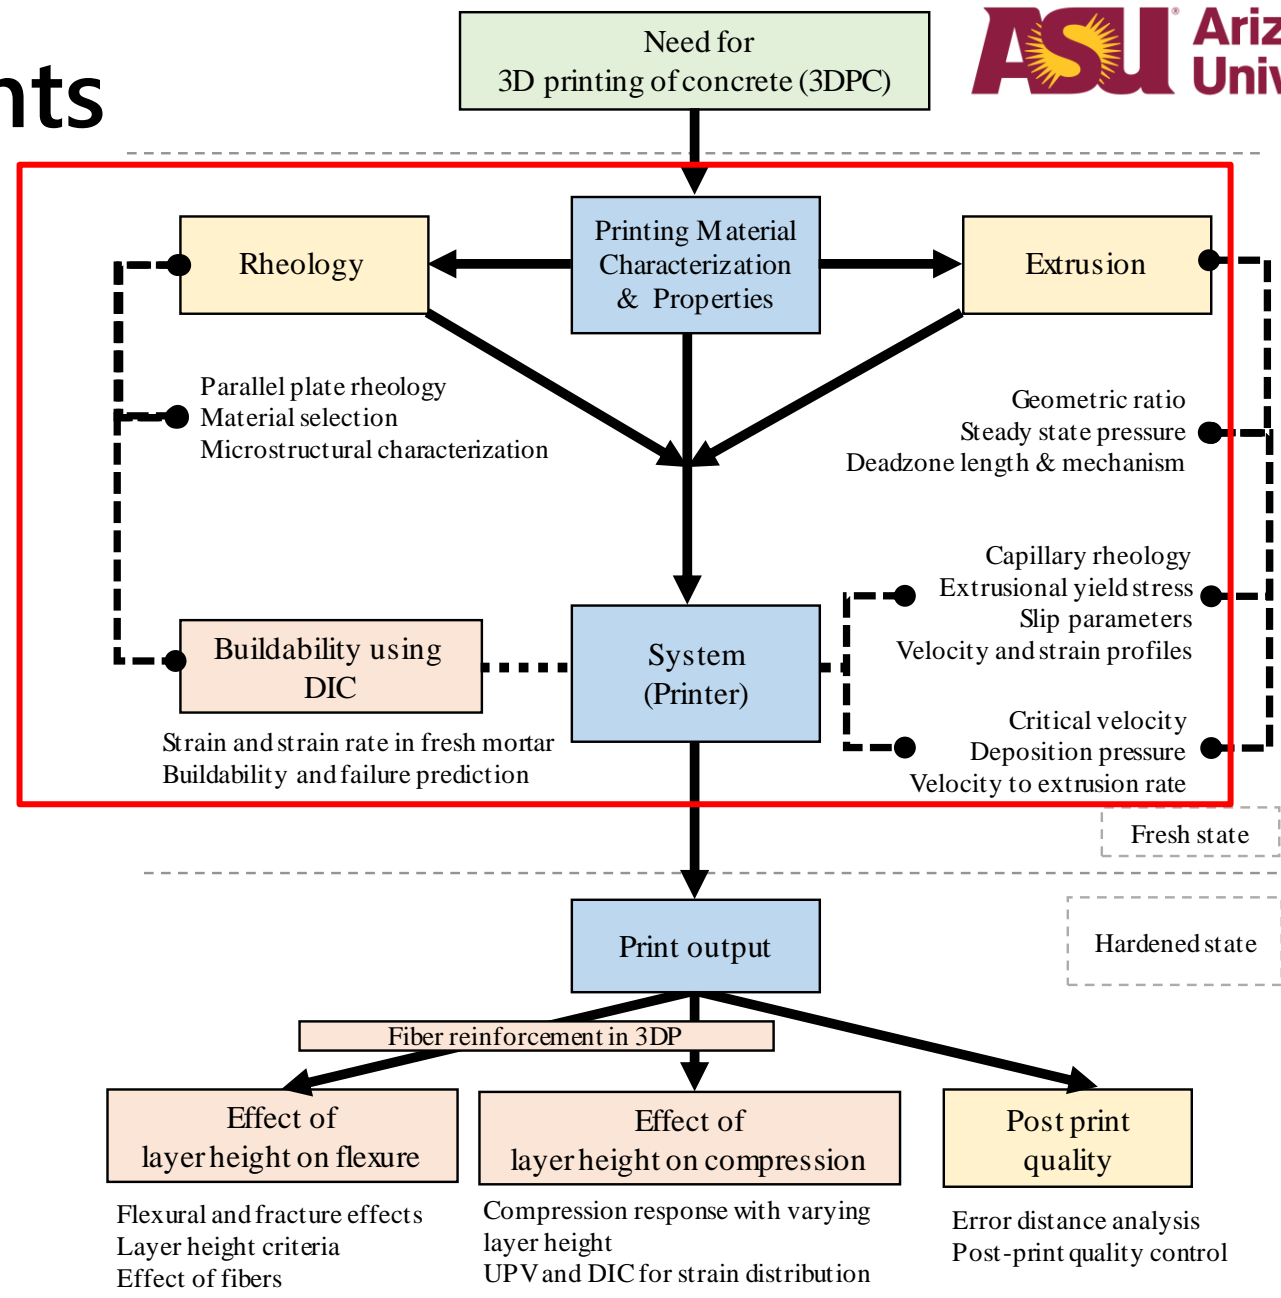 nts
ASU
Ariz
Univ
Need for
3D printing of concrete (3DPC)
Printing Material
Characterization
& Properties
Rheology
Extrusion
Parallel plate rheology
Material selection
Microstructural characterization
Geometric ratio
Steady state pressure
Deadzone length & mechanism
Capillary rheology
Extrusional yield stress
Slip parameters
Velocity and strain profiles
Buildability using
DIC
System
(Printer)
Strain and strain rate in fresh mortar
Buildability and failure prediction
Critical velocity
Deposition pressure
Velocity to extrusion rate
Fresh state
Print output
Hardened state
Fiber reinforcement in 3DP
Effect of
layer height on flexure
Effect of
layer height on compression
Post print
quality
Flexural and fracture effects
Layer height criteria
Effect of fibers
Compression response with varying
layer height
UPV and DIC for strain distribution
Error distance analysis
Post-print quality control